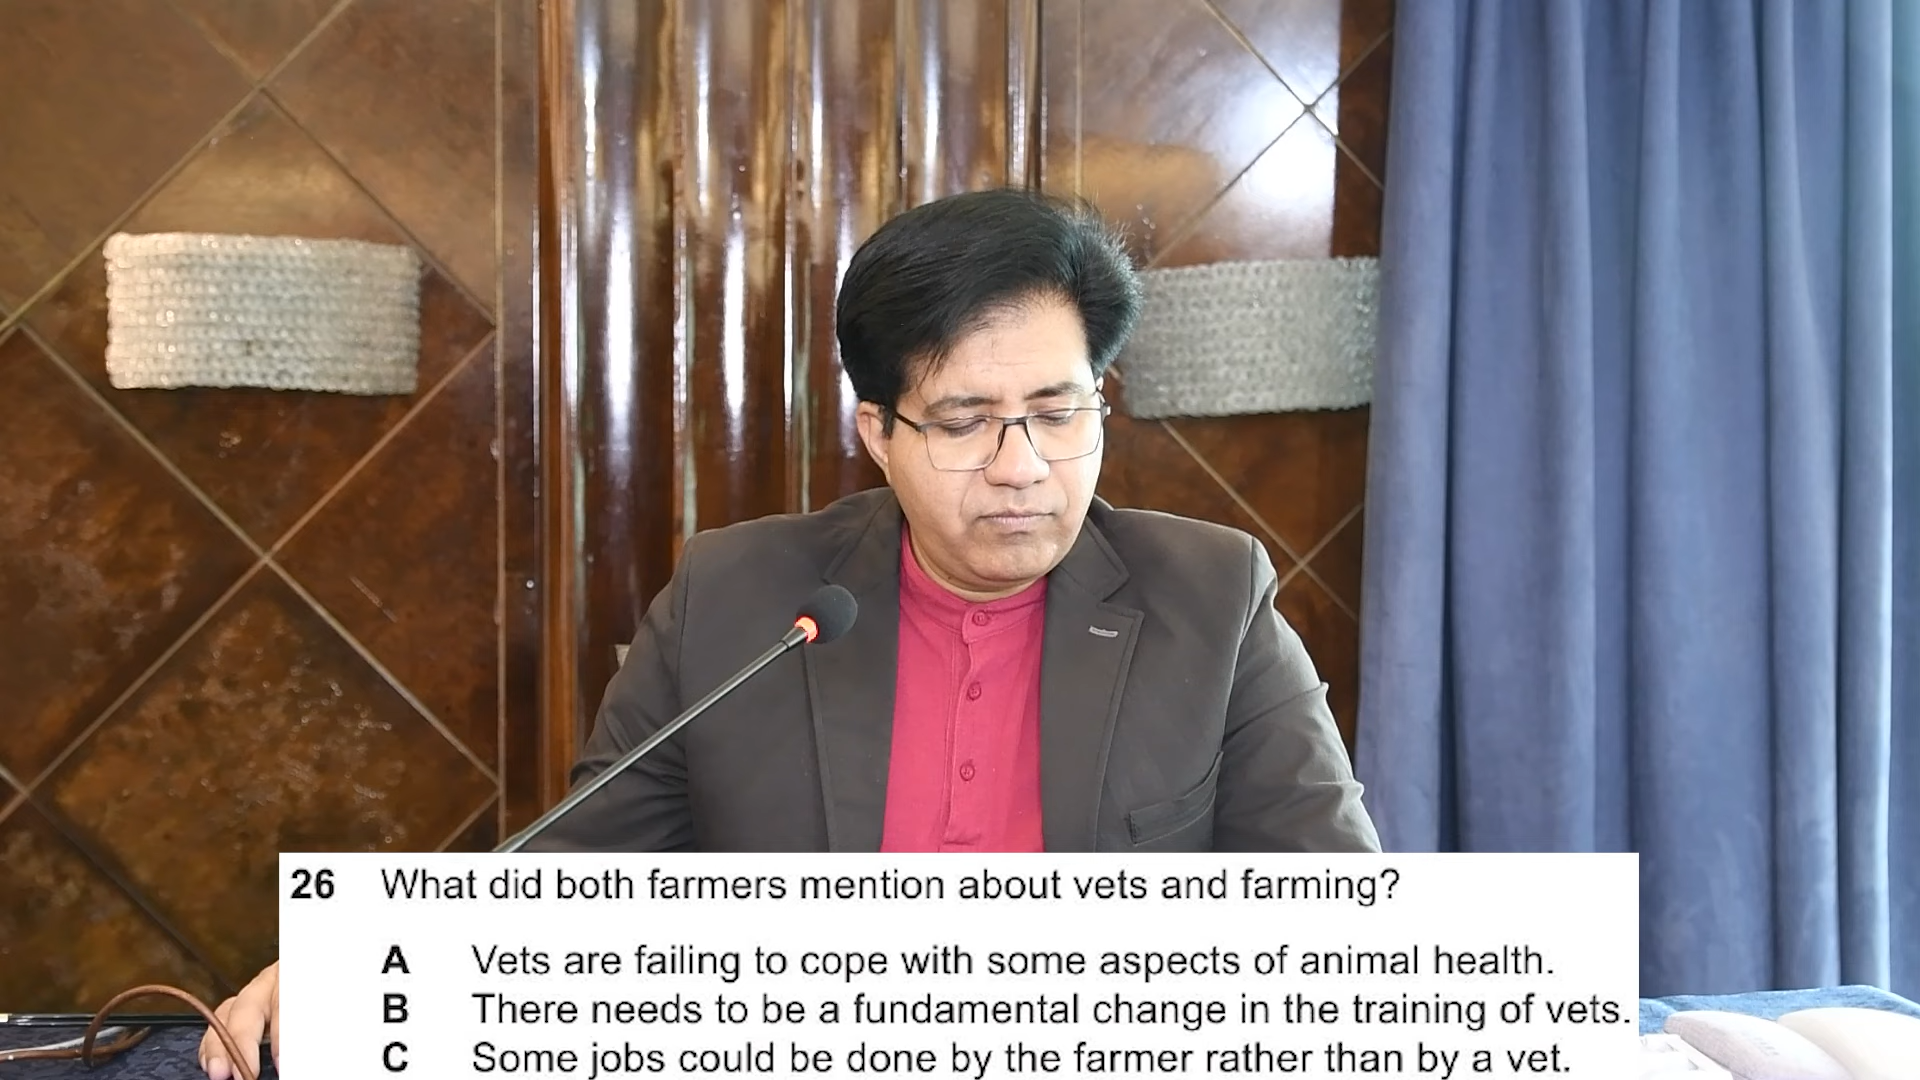 26 What did both farmers mention about vets and farming?
A Vets are failing to cope with some aspects of animal health.
B There needs to be a fundamental change in the training of vets.
C Some jobs could be done by the farmer rather than by a vet.